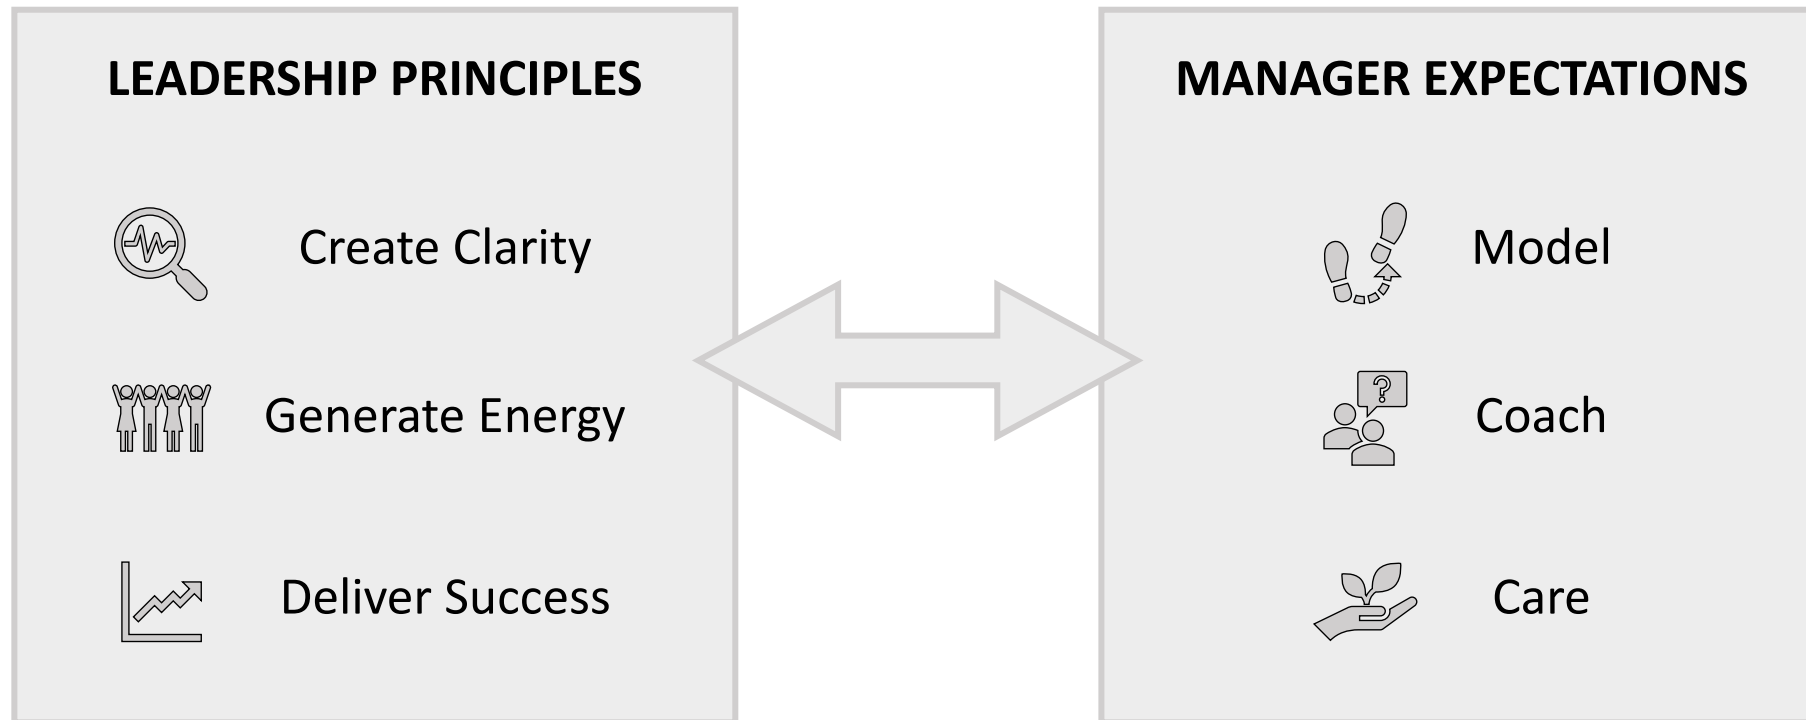 LEADERSHIP PRINCIPLES
Create Clarity
Generate Energy
Deliver Success
MANAGER EXPECTATIONS
Model
?
Coach
Care